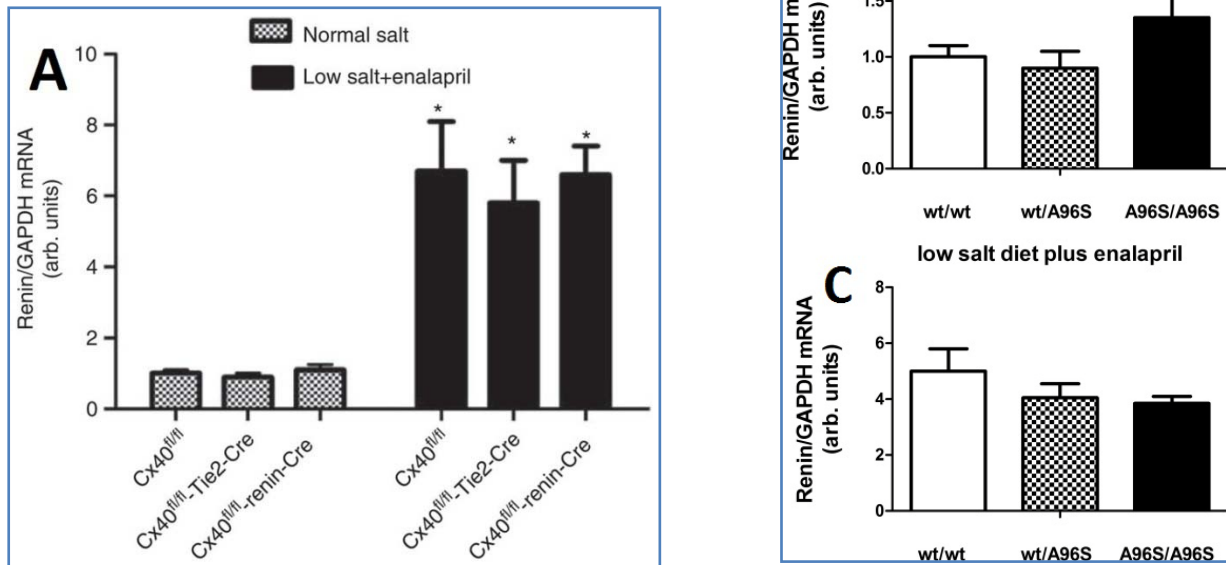 A
Normal salt
Low salt+enalapril
Renin/GAPDH mRNA
(arb. units)
10
8
6
4
2
0
*
*
*
Cx40fl/fl
Cx40fl/fl-Tie2-Cre
Cx40fl/fl-renin-Cre
Cx40fl/fl
Cx40fl/fl-Tie2-Cre
Cx40fl/fl-renin-Cre
Renin/GAPDH m
(arb. units)
1.5
1.0
0.5
0.0
wt/wt wt/A96S A96S/A96S
low salt diet plus enalapril
C
Renin/GAPDH mRNA
(arb. units)
8
6
4
2
0
wt/wt wt/A96S A96S/A96S